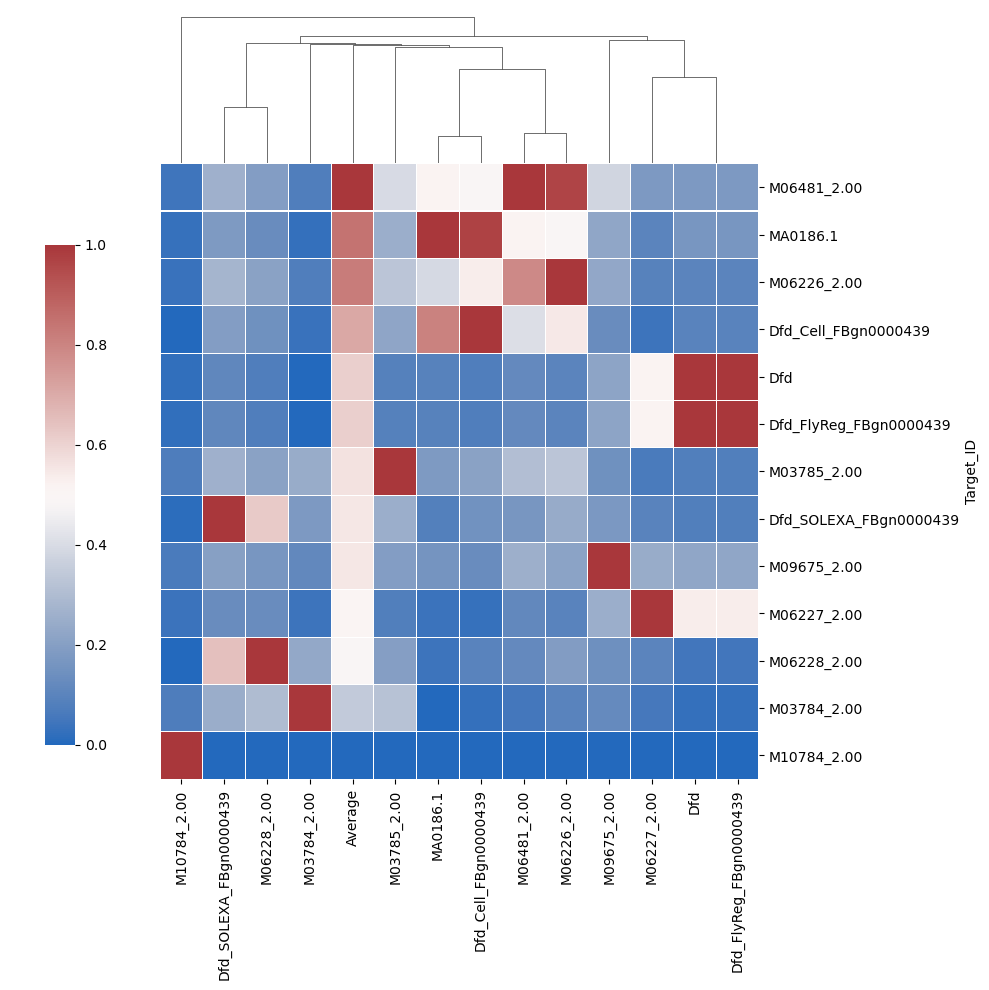 M06481_2.00
MA0186.1
M06226_2.00
Dfd_Cell_FBgn0000439
Dfd
Dfd_FlyReg_FBgn0000439
M03785_2.00
Dfd_SOLEXA_FBgn0000439
M09675_2.00
M06227_2.00
M06228_2.00
M03784_2.00
M10784_2.00
Target_ID
1.0
0.8
0.6
0.4
0.2
0.0
M10784_2.00
Dfd_SOLEXA_FBgn0000439
M06228_2.00
M03784_2.00
Average
M03785_2.00
MA0186.1
Dfd_Cell_FBgn0000439
M06481_2.00
M06226_2.00
M09675_2.00
M06227_2.00
Dfd
Dfd_FlyReg_FBgn0000439